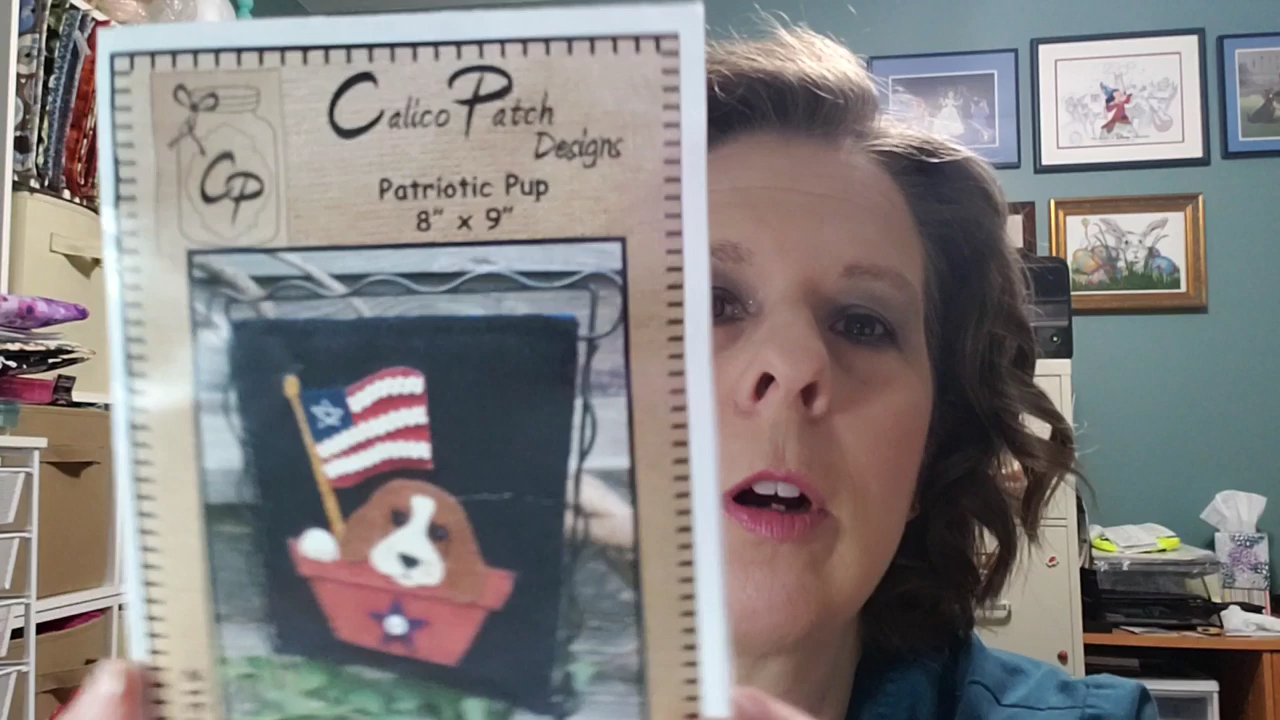 Calico Patch
Designs
CP
Patriotic Pup
8" x 9"